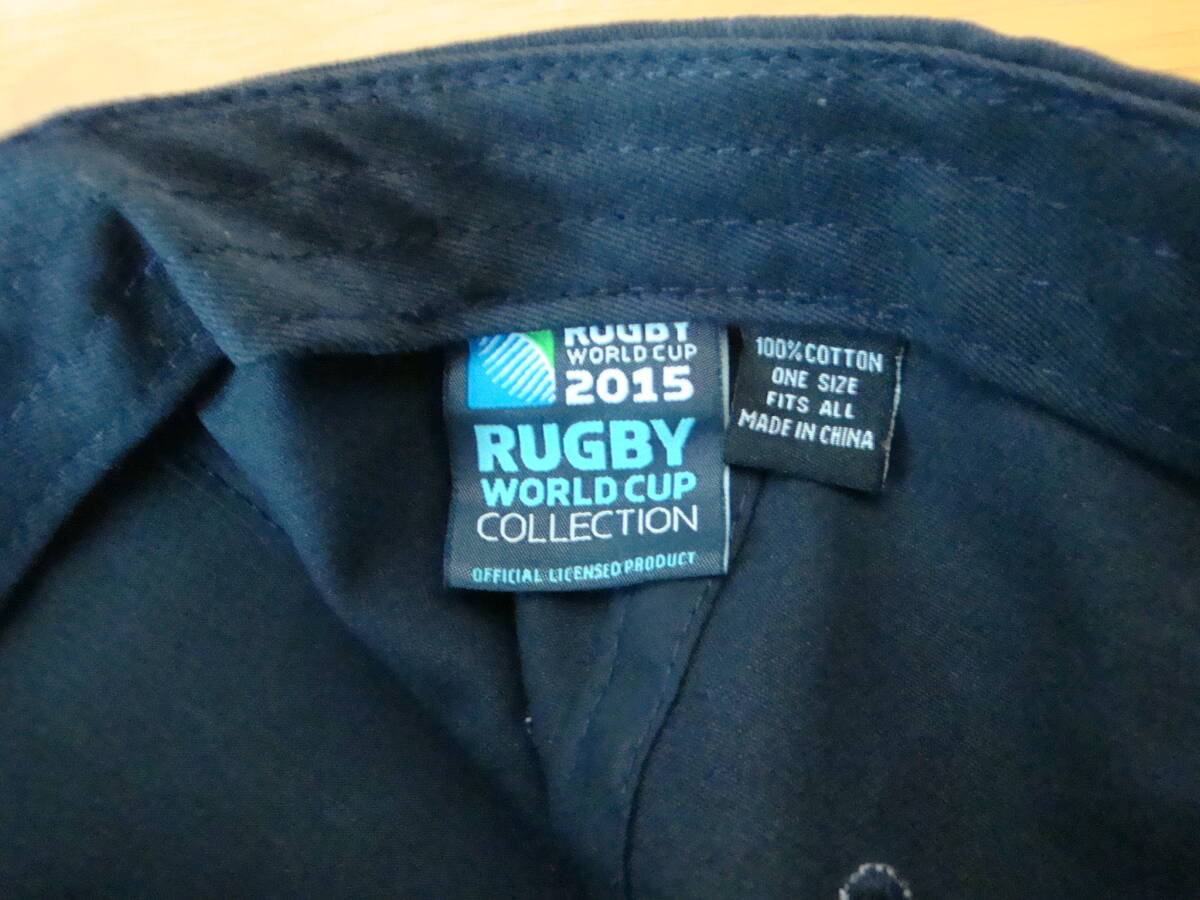 RUGBY
WORLD CUP
2015
RUGBY
WORLD CUP
COLLECTION
OFFICIAL LICENSED PRODUCT
100% COTTON
ONE SIZE
FITS ALL
MADE IN CHINA